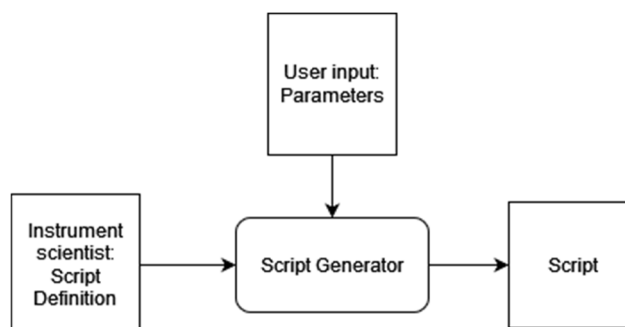 User input:
Parameters
Instrument
scientist:
Script
Definition
Script Generator
Script